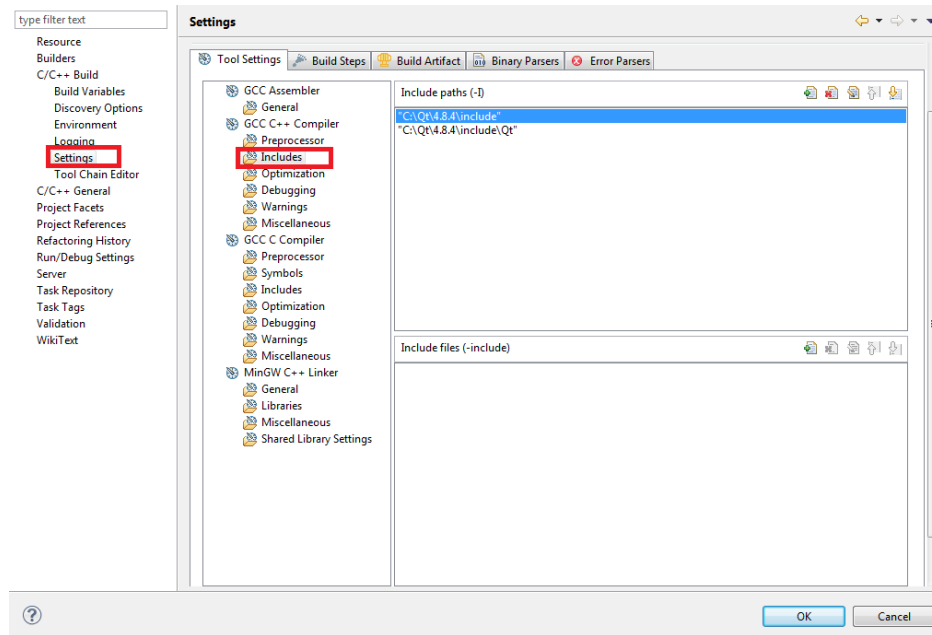 type filter text
Resource
Builders
C/C++ Build
Build Variables
Discovery Options
Environment
Logging
Settings
Tool Chain Editor
C/C++ General
Project Facets
Project References
Refactoring History
Run/Debug Settings
Server
Task Repository
Task Tags
Validation
WikiText
Settings
Tool Settings
Build Steps
Build Artifact
Binary Parsers
Error Parsers
GCC Assembler
General
GCC C++ Compiler
Preprocessor
Includes
Optimization
Debugging
Warnings
Miscellaneous
GCC C Compiler
Preprocessor
Symbols
Includes
Optimization
Debugging
Warnings
Miscellaneous
MinGW C++ Linker
General
Libraries
Miscellaneous
Shared Library Settings
Include paths (-I)
"C:\Qt\4.8.4\include"
"C:\Qt\4.8.4\include\Qt"
Include files (-include)
OK
Cancel